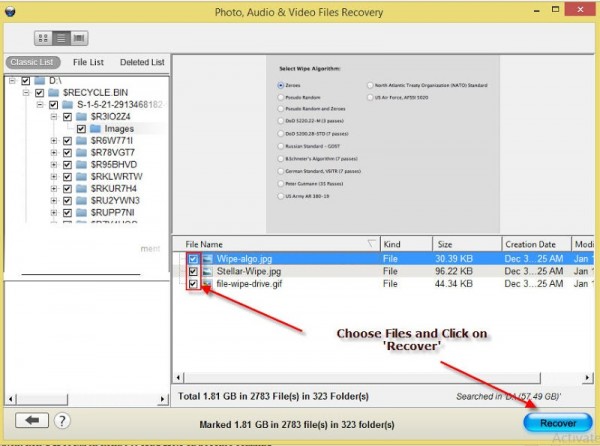 Photo, Audio & Video Files Recovery
Classic List File List Deleted List
D:\
$RECYCLE.BIN
S-1-5-21-29134681824
$R3IO2Z4
Images
$R6W771I
$R78VGT7
$R95BHVD
$RKLWRTW
$RKUR7H4
$RU2YWN3
$RUPP7NI
ment
Select Wipe Algorithm:
Zeroes
Pseudo Random
Pseudo Random and Zeroes
DoD 5220.22-M (3 passes)
DoD 5200.28-STD (7 passes)
Russian Standard - GOST
B.Schneier's Algorithm (7 passes)
German Standard, VSITR (7 passes)
Peter Gutmann (35 Passes)
US Army AR 380-19
North Atlantic Treaty Organization (NATO) Standard
US Air Force, AFSSI 5020
File Name Kind Size Creation Date Modi
Wipe-algo.jpg File 30.39 KB Dec 3...25 AM Jan 1
Stellar-Wipe.jpg File 96.22 KB Dec 3...25 AM Jan 1
file-wipe-drive.gif File 44.34 KB Dec 3...25 AM Jan 1
Choose Files and Click on
'Recover'
Total 1.81 GB in 2783 File(s) in 323 Folder(s)
Searched in 'D:\ (57.49 GB)'
Marked 1.81 GB in 2783 file(s) in 323 folder(s)
Recover
Activate